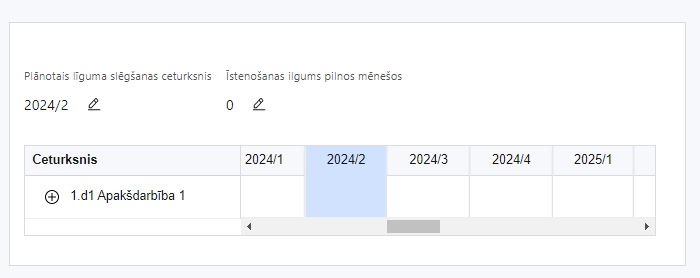 Plānotais līguma slēgšanas ceturksnis Īstenošanas ilgums pilnos mēnešos
2024/2 0
Ceturksnis 2024/1 2024/2 2024/3 2024/4 2025/1
1.d1 Apakšdarbība 1